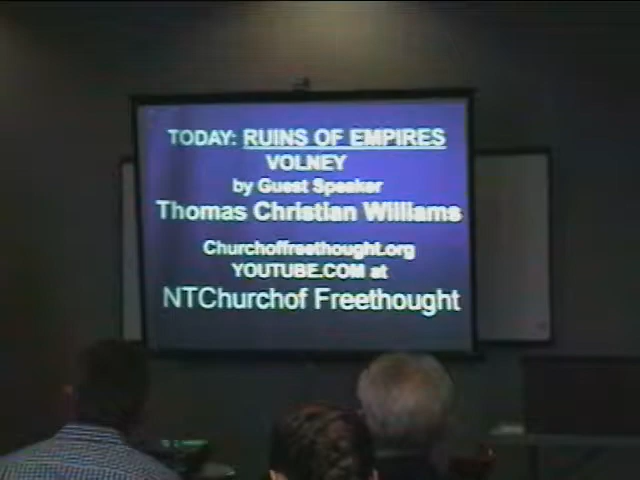 TODAY: RUINS OF EMPIRES
VOLNEY
by Guest Speaker
Thomas Christian Williams
Churchoffreethought.org
YOUTUBE.COM at
NTChurchof Freethought